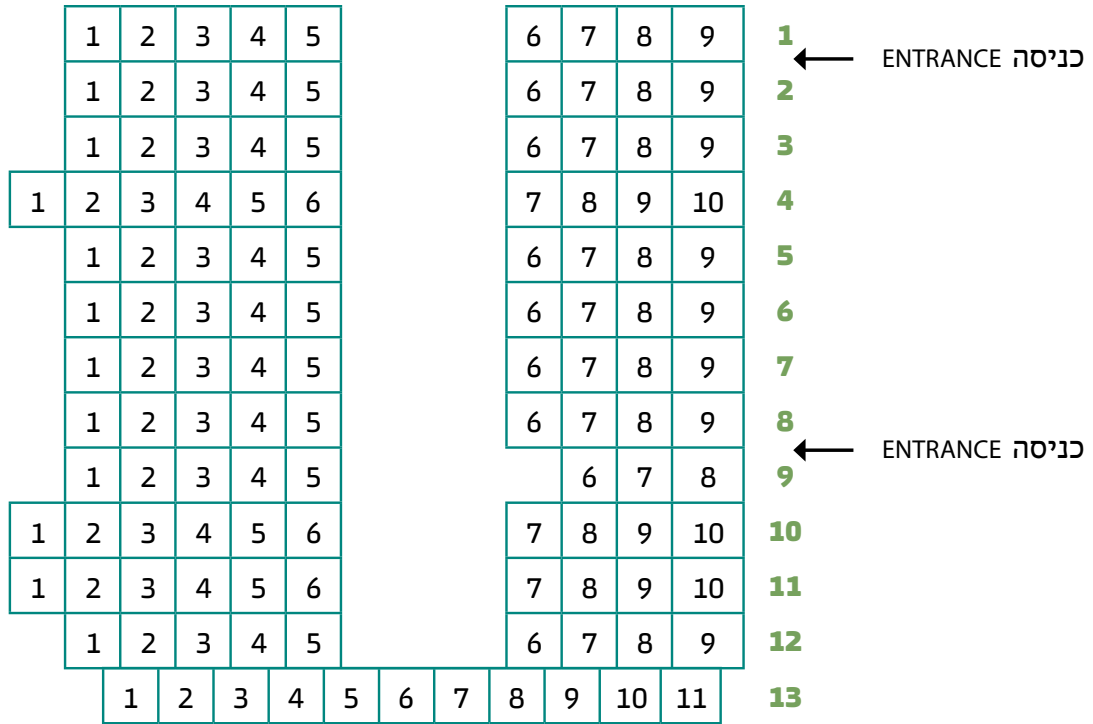 1 2 3 4 5 6 7 8 9 1
ENTRANCE כניסה
1 2 3 4 5 6 7 8 9 2
1 2 3 4 5 6 7 8 9 3
1 2 3 4 5 6 7 8 9 10 4
1 2 3 4 5 6 7 8 9 5
1 2 3 4 5 6 7 8 9 6
1 2 3 4 5 6 7 8 9 7
1 2 3 4 5 6 7 8 9 8
ENTRANCE כניסה
1 2 3 4 5 6 7 8 9
1 2 3 4 5 6 7 8 9 10 10
1 2 3 4 5 6 7 8 9 10 11
1 2 3 4 5 6 7 8 9 12
1 2 3 4 5 6 7 8 9 10 11 13